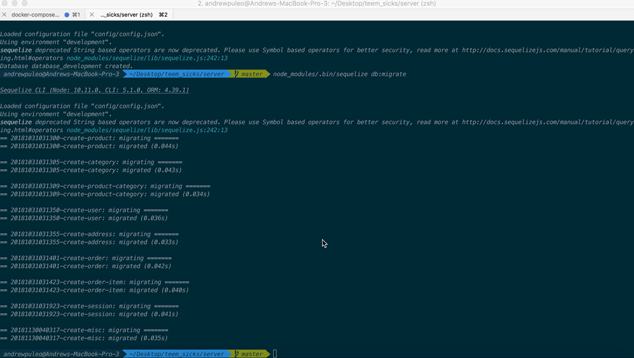 2. andrewpuleo@Andrews-MacBook-Pro-3: ~/Desktop/teem_sicks/server (zsh)
docker-compose... ⌘1 × ..._sicks/server (zsh) ⌘2
Loaded configuration file "config/config.json".
Using environment "development".
sequelize deprecated String based operators are now deprecated. Please use Symbol based operators for better security, read more at http://docs.sequelizejs.com/manual/tutorial/query
ing.html#operators node_modules/sequelize/lib/sequelize.js:242:13
Database database_development created.
andrewpuleo@Andrews-MacBook-Pro-3 ~/Desktop/teem_sicks/server master node_modules/.bin/sequelize db:migrate
Sequelize CLI [Node: 10.11.0, CLI: 5.1.0, ORM: 4.39.1]
Loaded configuration file "config/config.json".
Using environment "development".
sequelize deprecated String based operators are now deprecated. Please use Symbol based operators for better security, read more at http://docs.sequelizejs.com/manual/tutorial/query
ing.html#operators node_modules/sequelize/lib/sequelize.js:242:13
== 20181031031300-create-product: migrating =======
== 20181031031300-create-product: migrated (0.044s)
== 20181031031305-create-category: migrating =======
== 20181031031305-create-category: migrated (0.043s)
== 20181031031309-create-product-category: migrating =======
== 20181031031309-create-product-category: migrated (0.034s)
== 20181031031350-create-user: migrating =======
== 20181031031350-create-user: migrated (0.036s)
== 20181031031355-create-address: migrating =======
== 20181031031355-create-address: migrated (0.033s)
== 20181031031401-create-order: migrating =======
== 20181031031401-create-order: migrated (0.042s)
== 20181031031423-create-order-item: migrating =======
== 20181031031423-create-order-item: migrated (0.040s)
== 20181031031923-create-session: migrating =======
== 20181031031923-create-session: migrated (0.041s)
== 20181130040317-create-misc: migrating =======
== 20181130040317-create-misc: migrated (0.035s)
andrewpuleo@Andrews-MacBook-Pro-3 ~/Desktop/teem_sicks/server master